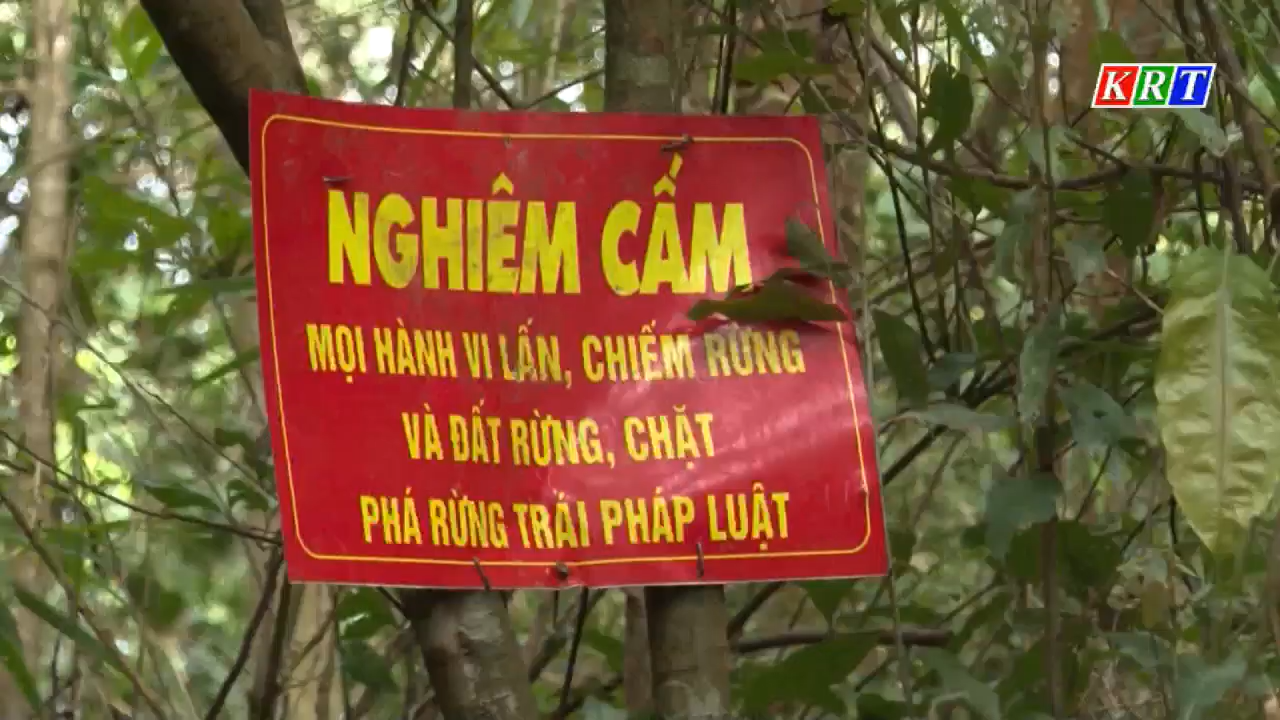 KRT
NGHIÊM CẤM
MỌI HÀNH VI LẤN, CHIẾM RỪNG
VÀ ĐẤT RỪNG, CHẶT
PHÁ RỪNG TRÁI PHÁP LUẬT